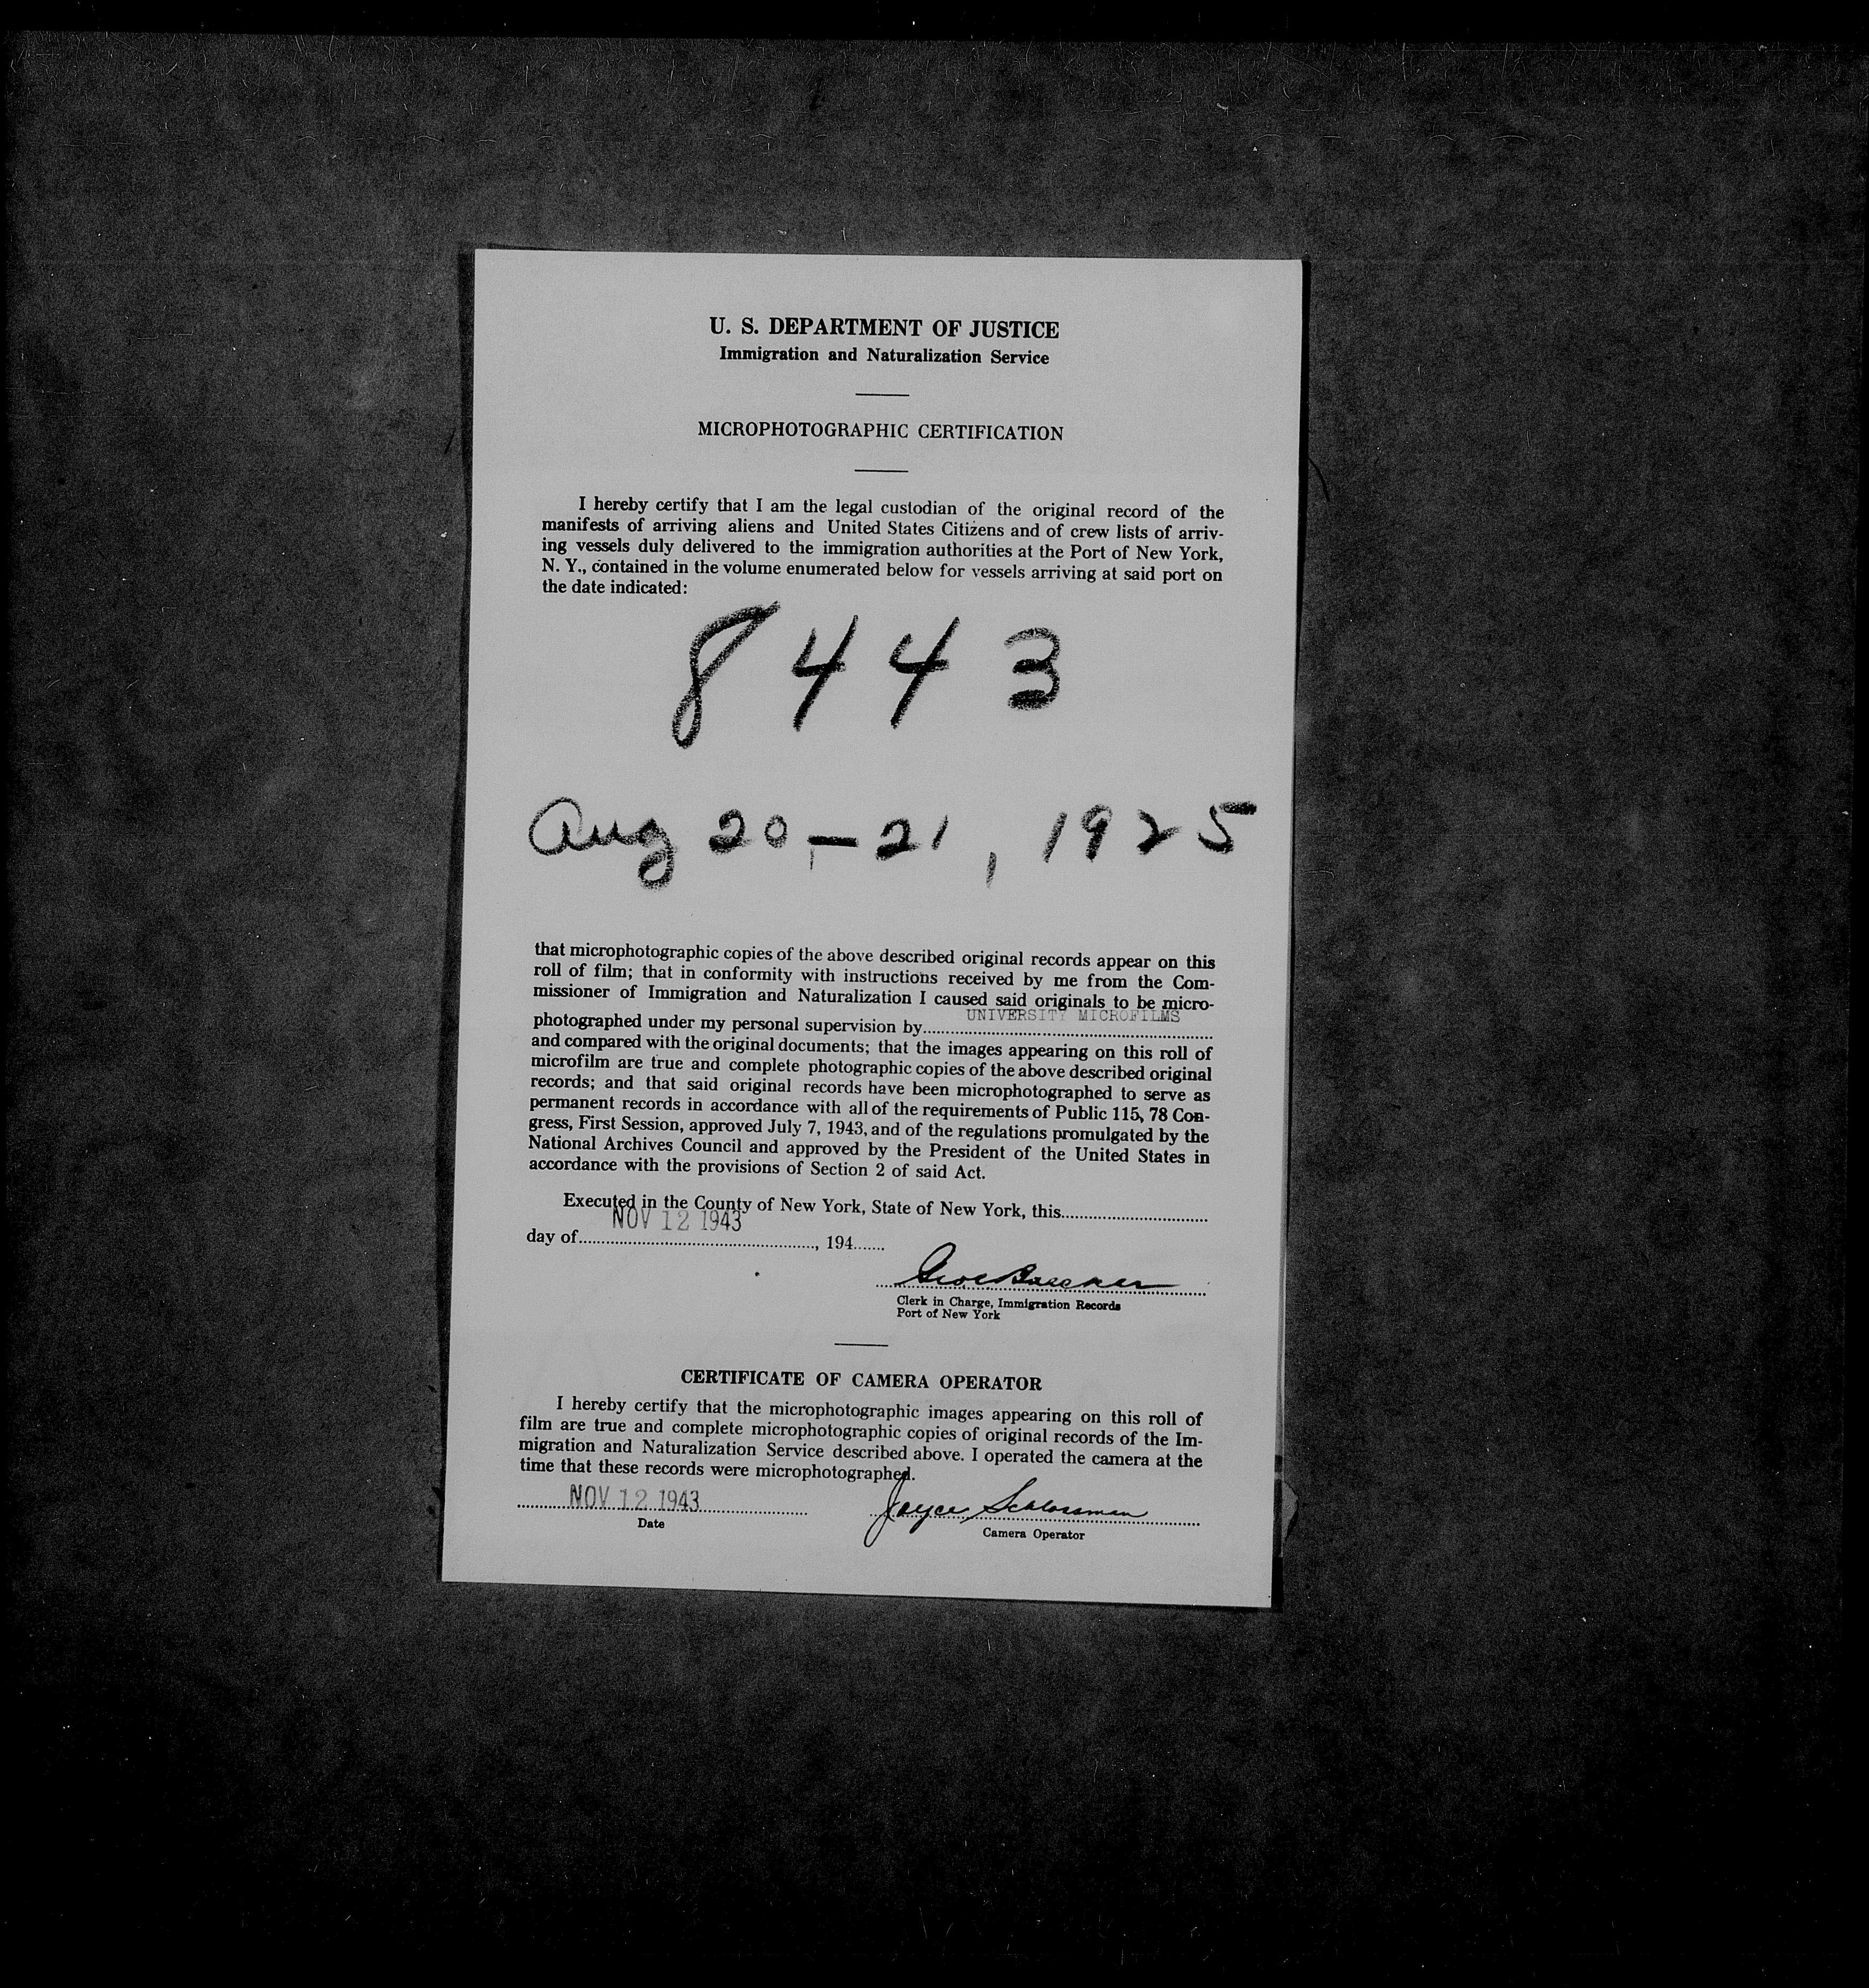 U. S. DEPARTMENT OF JUSTICE
Immigration and Naturalization Service
MICROPHOTOGRAPHIC CERTIFICATION
I hereby certify that I am the legal custodian of the original record of the
manifests of arriving aliens and United States Citizens and of crew lists of arriv-
ing vessels duly delivered to the immigration authorities at the Port of New York,
N. Y., contained in the volume enumerated below for vessels arriving at said port on
the date indicated:
8443
Aug 20,-21, 1925
that microphotographic copies of the above described original records appear on this
roll of film; that in conformity with instructions received by me from the Com-
missioner of Immigration and Naturalization I caused said originals to be micro-
photographed under my personal supervision by UNIVERSITY MICROFILMS
and compared with the original documents; that the images appearing on this roll of
microfilm are true and complete photographic copies of the above described original
records; and that said original records have been microphotographed to serve as
permanent records in accordance with all of the requirements of Public 115, 78 Con-
gress, First Session, approved July 7, 1943, and of the regulations promulgated by the
National Archives Council and approved by the President of the United States in
accordance with the provisions of Section 2 of said Act.
Executed in the County of New York, State of New York, this
NOV 12 1943
day of, 194
Clerk in Charge, Immigration Records
Port of New York
CERTIFICATE OF CAMERA OPERATOR
I hereby certify that the microphotographic images appearing on this roll of
film are true and complete microphotographic copies of original records of the Im-
migration and Naturalization Service described above. I operated the camera at the
time that these records were microphotographed.
NOV 12 1943 Joyce Schlossman
Date Camera Operator